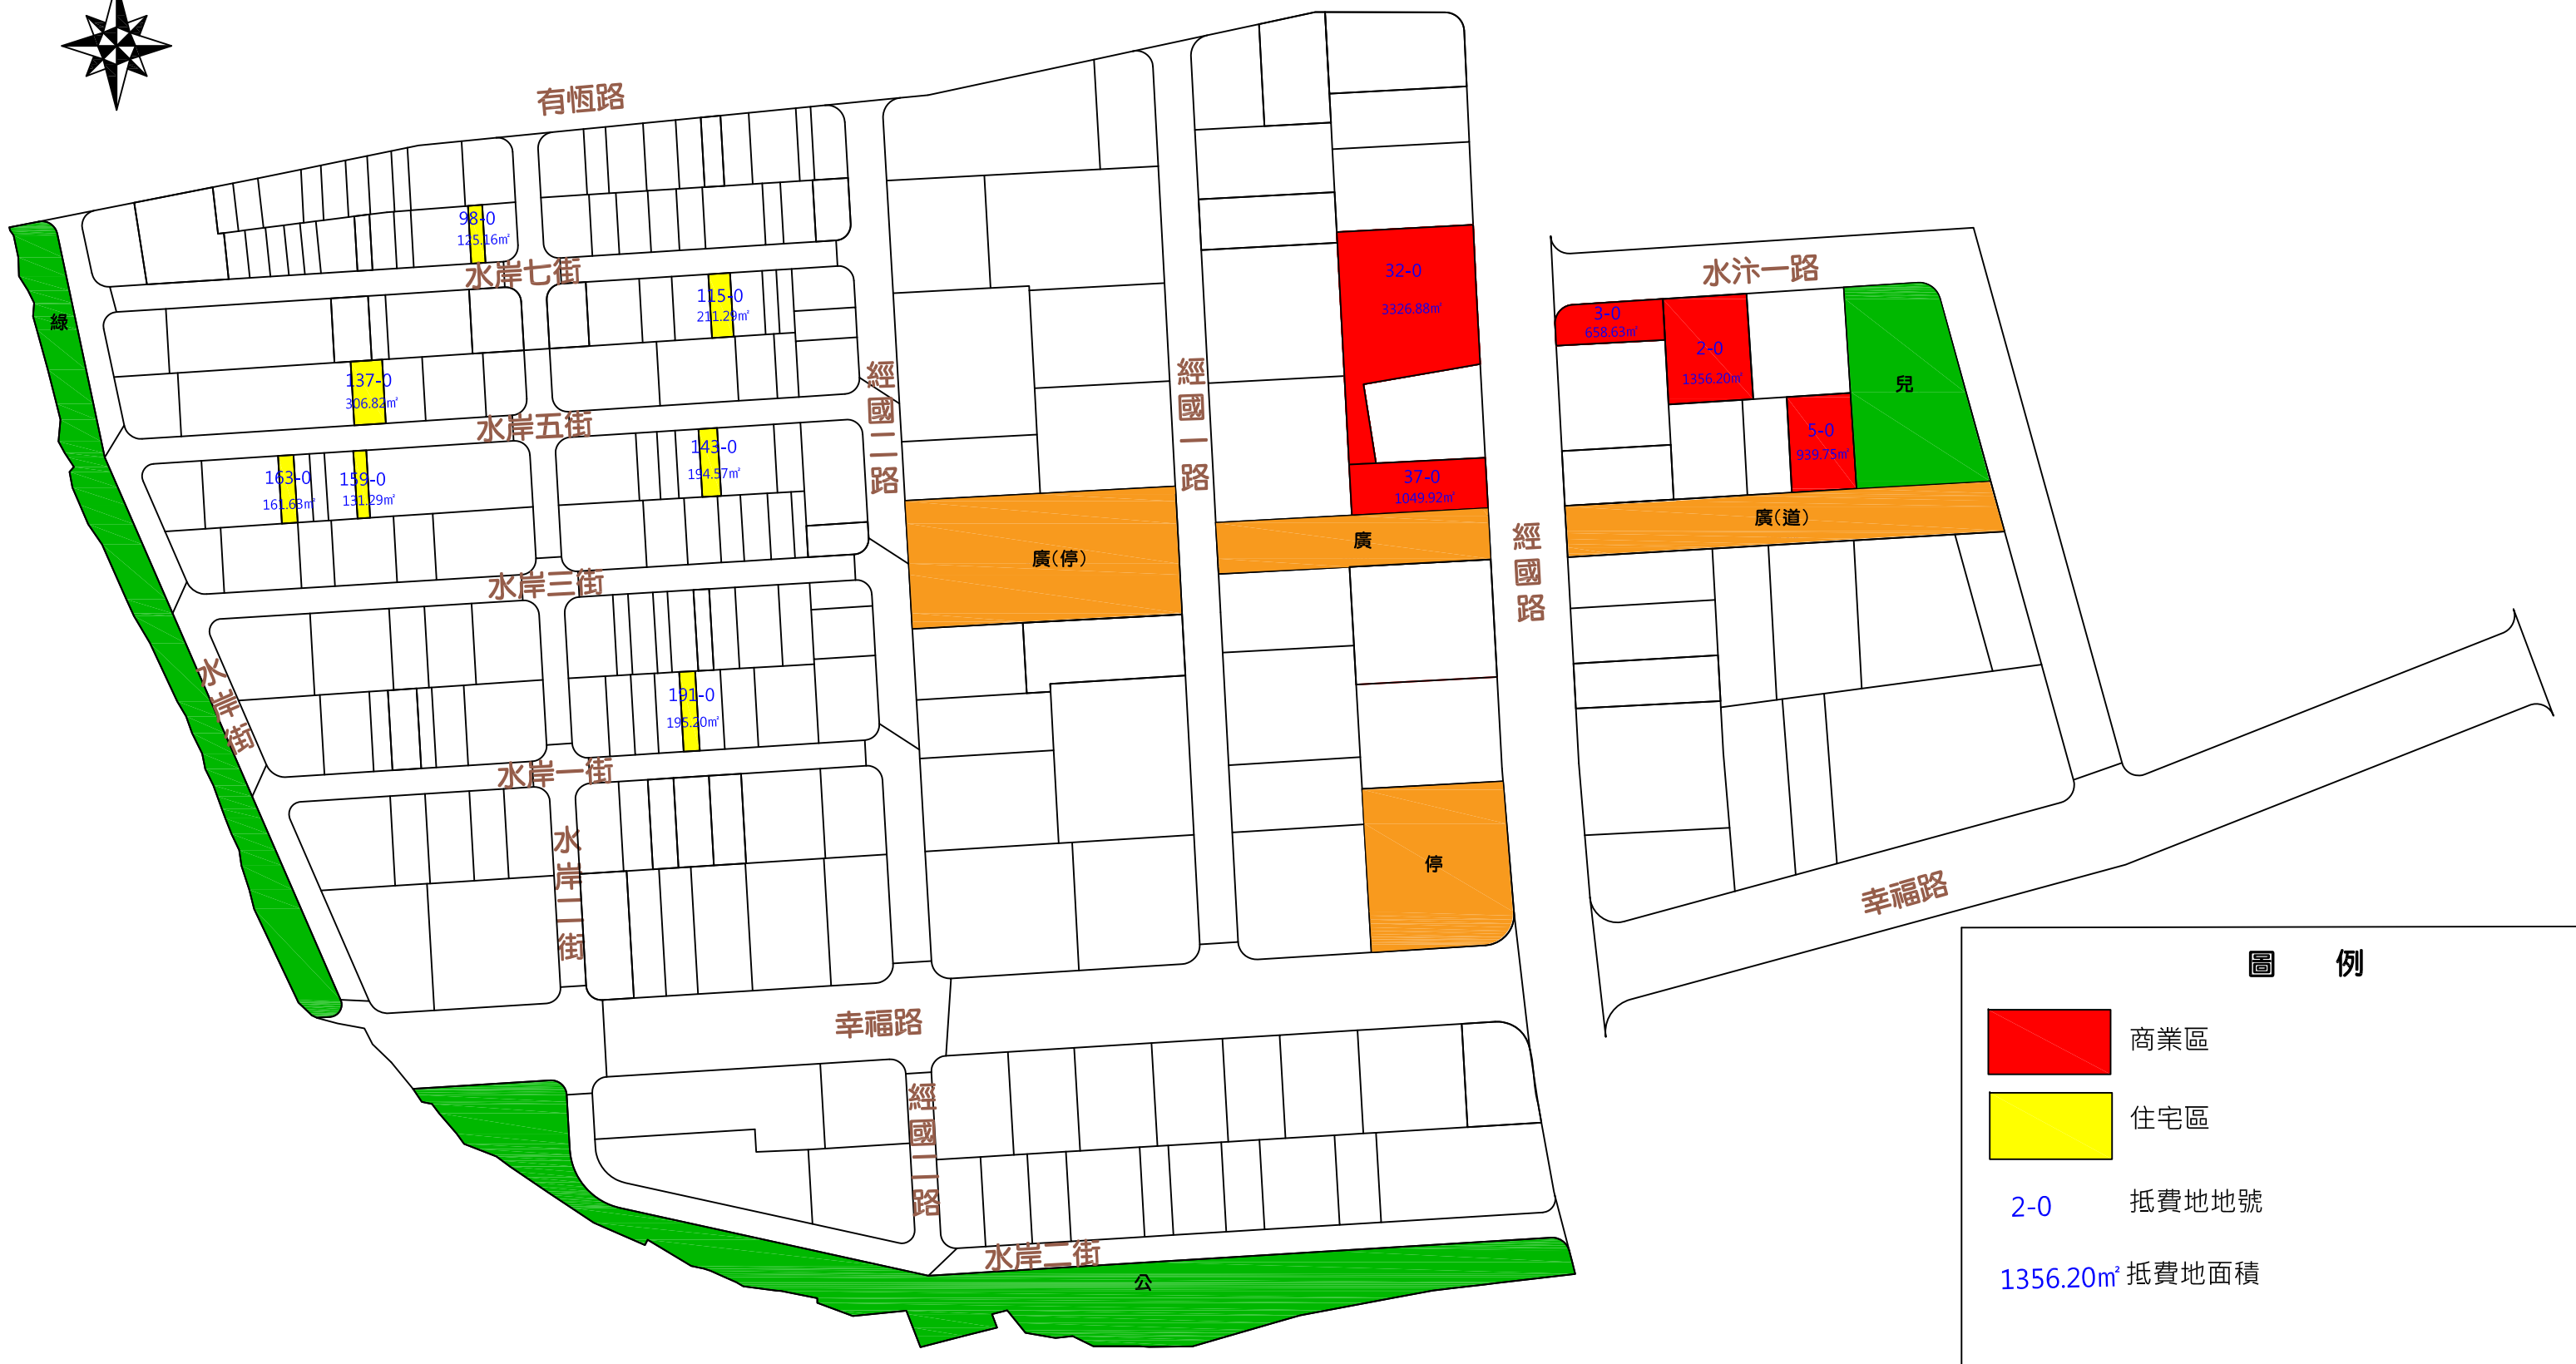 有恆路
98-0
125.16㎡
水岸七街
綠
115-0
211.29㎡
137-0
306.82㎡
水岸五街
163-0
161.63㎡
159-0
131.29㎡
143-0
194.57㎡
水岸三街
191-0
195.20㎡
水岸街
水岸一街
水岸二街
經國二路
經國一路
32-0
3326.88㎡
37-0
1049.92㎡
廣(停)
廣
停
經國路
水汴一路
3-0
658.63㎡
2-0
1356.20㎡
5-0
939.75㎡
兒
廣(道)
幸福路
幸福路
經國二路
水岸二街
公
圖 例
商業區
住宅區
2-0 抵費地地號
1356.20㎡ 抵費地面積